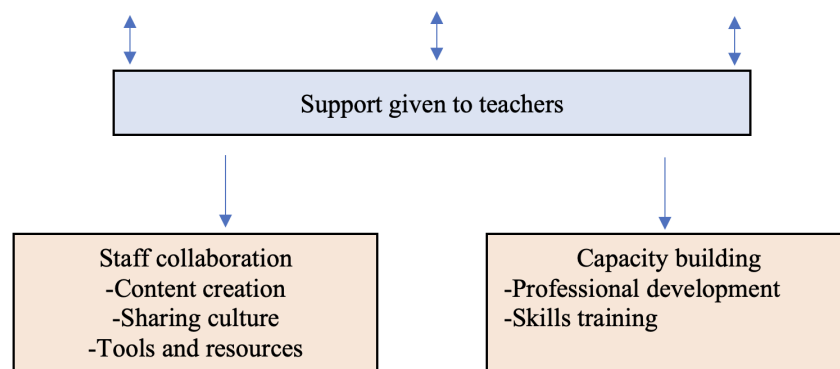 Support given to teachers
Staff collaboration
-Content creation
-Sharing culture
-Tools and resources
Capacity building
-Professional development
-Skills training